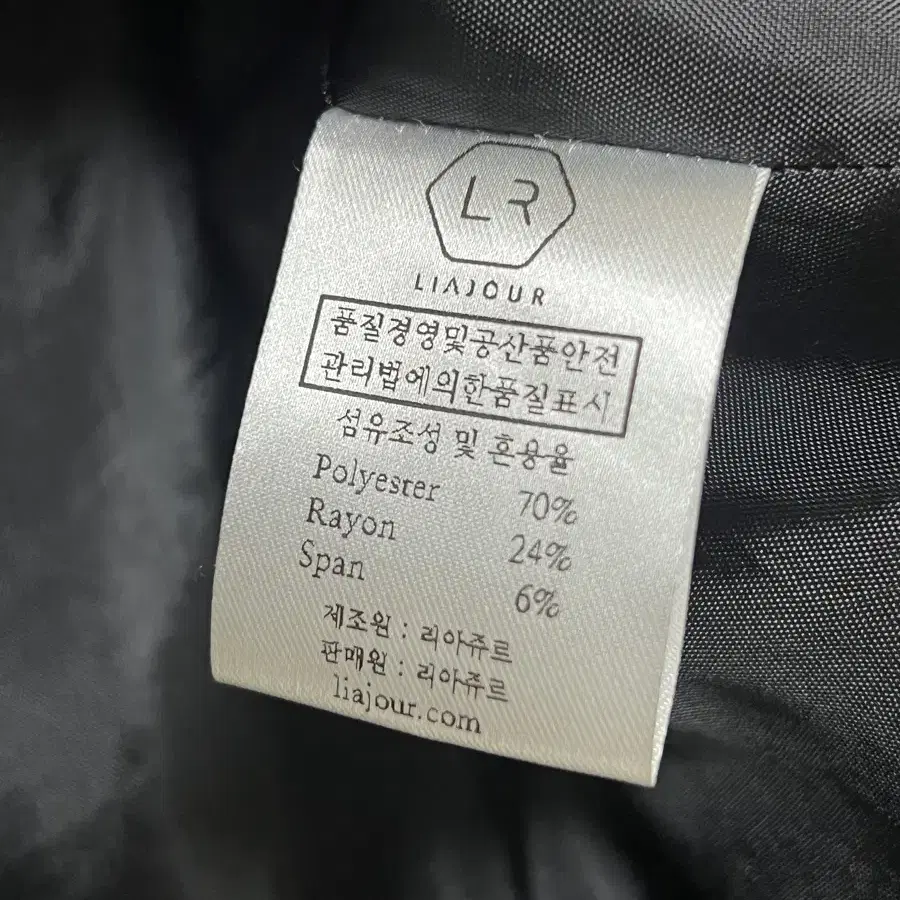 LR
LIAJOUR
품질경영및공산품안전
관리법에의한품질표시
섬유조성 및 혼용율
Polyester 70%
Rayon 24%
Span 6%
제조원 : 리아쥬르
판매원 : 리아쥬르
liajour.com